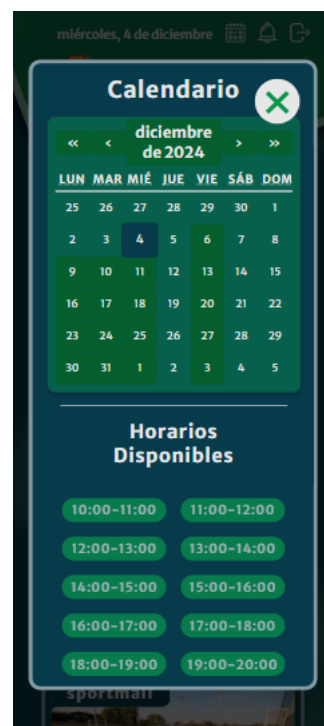 miércoles, 4 de diciembre
Calendario
« ‹ diciembre de 2024 › »
LUN MAR MIÉ JUE VIE SÁB DOM
25 26 27 28 29 30 1
2 3 4 5 6 7 8
9 10 11 12 13 14 15
16 17 18 19 20 21 22
23 24 25 26 27 28 29
30 31 1 2 3 4 5
Horarios
Disponibles
10:00-11:00 11:00-12:00
12:00-13:00 13:00-14:00
14:00-15:00 15:00-16:00
16:00-17:00 17:00-18:00
18:00-19:00 19:00-20:00
sportmall